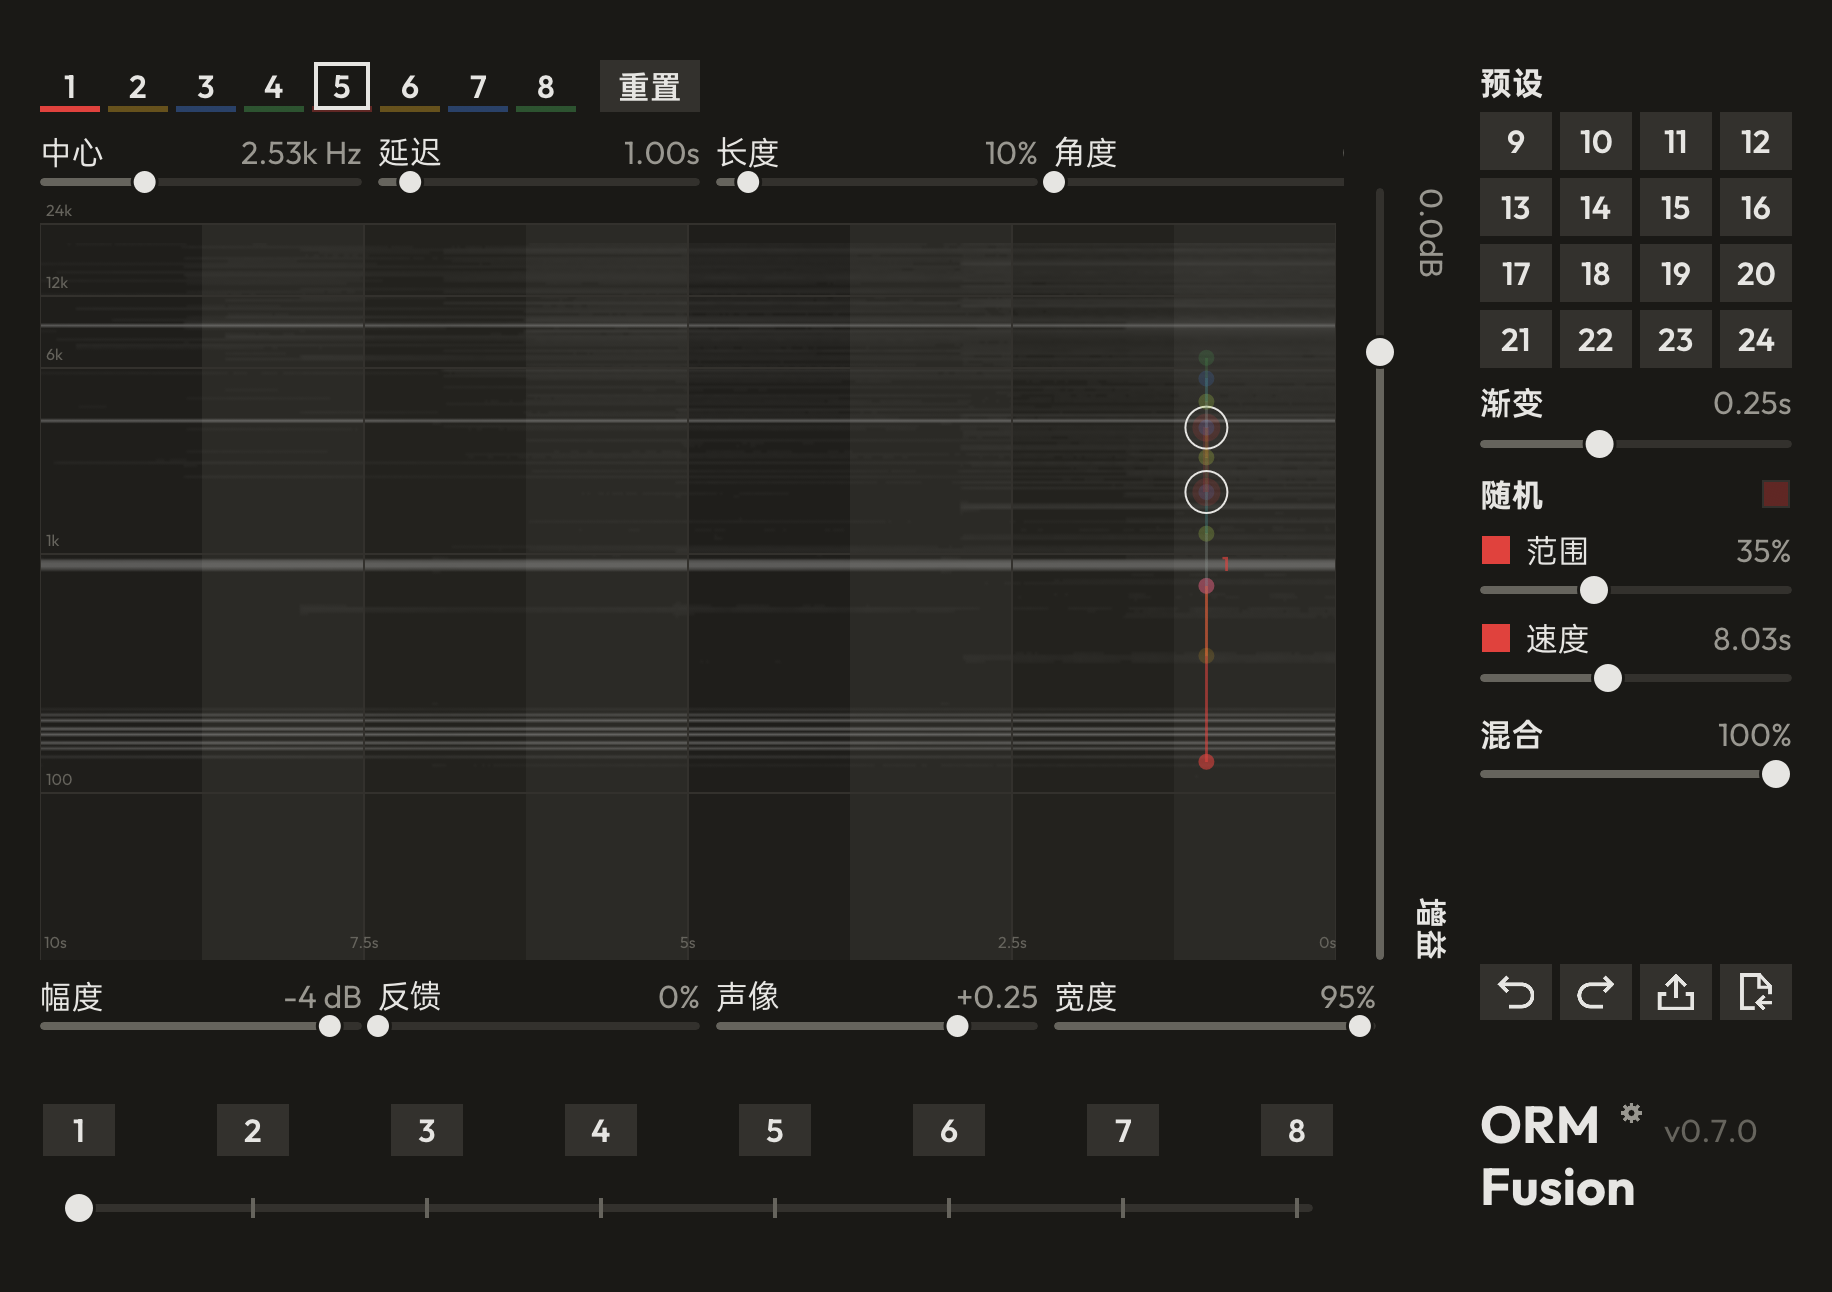 1 2 3 4 5 6 7 8 重置
中心 2.53k Hz 延迟 1.00s 长度 10% 角度
24k
12k
6k
1k
100
10s 7.5s 5s 2.5s 0s
1
0.0dB
增益
幅度 -4 dB 反馈 0% 声像 +0.25 宽度 95%
1 2 3 4 5 6 7 8
预设
9 10 11 12
13 14 15 16
17 18 19 20
21 22 23 24
渐变 0.25s
随机
范围 35%
速度 8.03s
混合 100%
ORM v0.7.0
Fusion